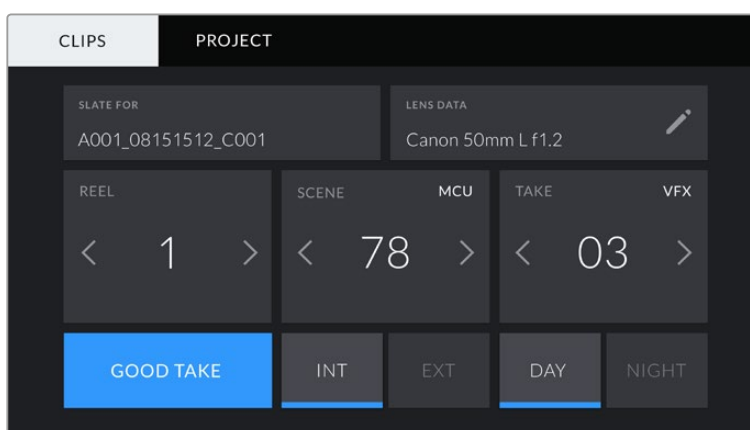 CLIPS PROJECT
SLATE FOR
A001_08151512_C001
LENS DATA
Canon 50mm L f1.2
REEL
1
SCENE MCU
78
TAKE VFX
03
GOOD TAKE
INT EXT
DAY NIGHT